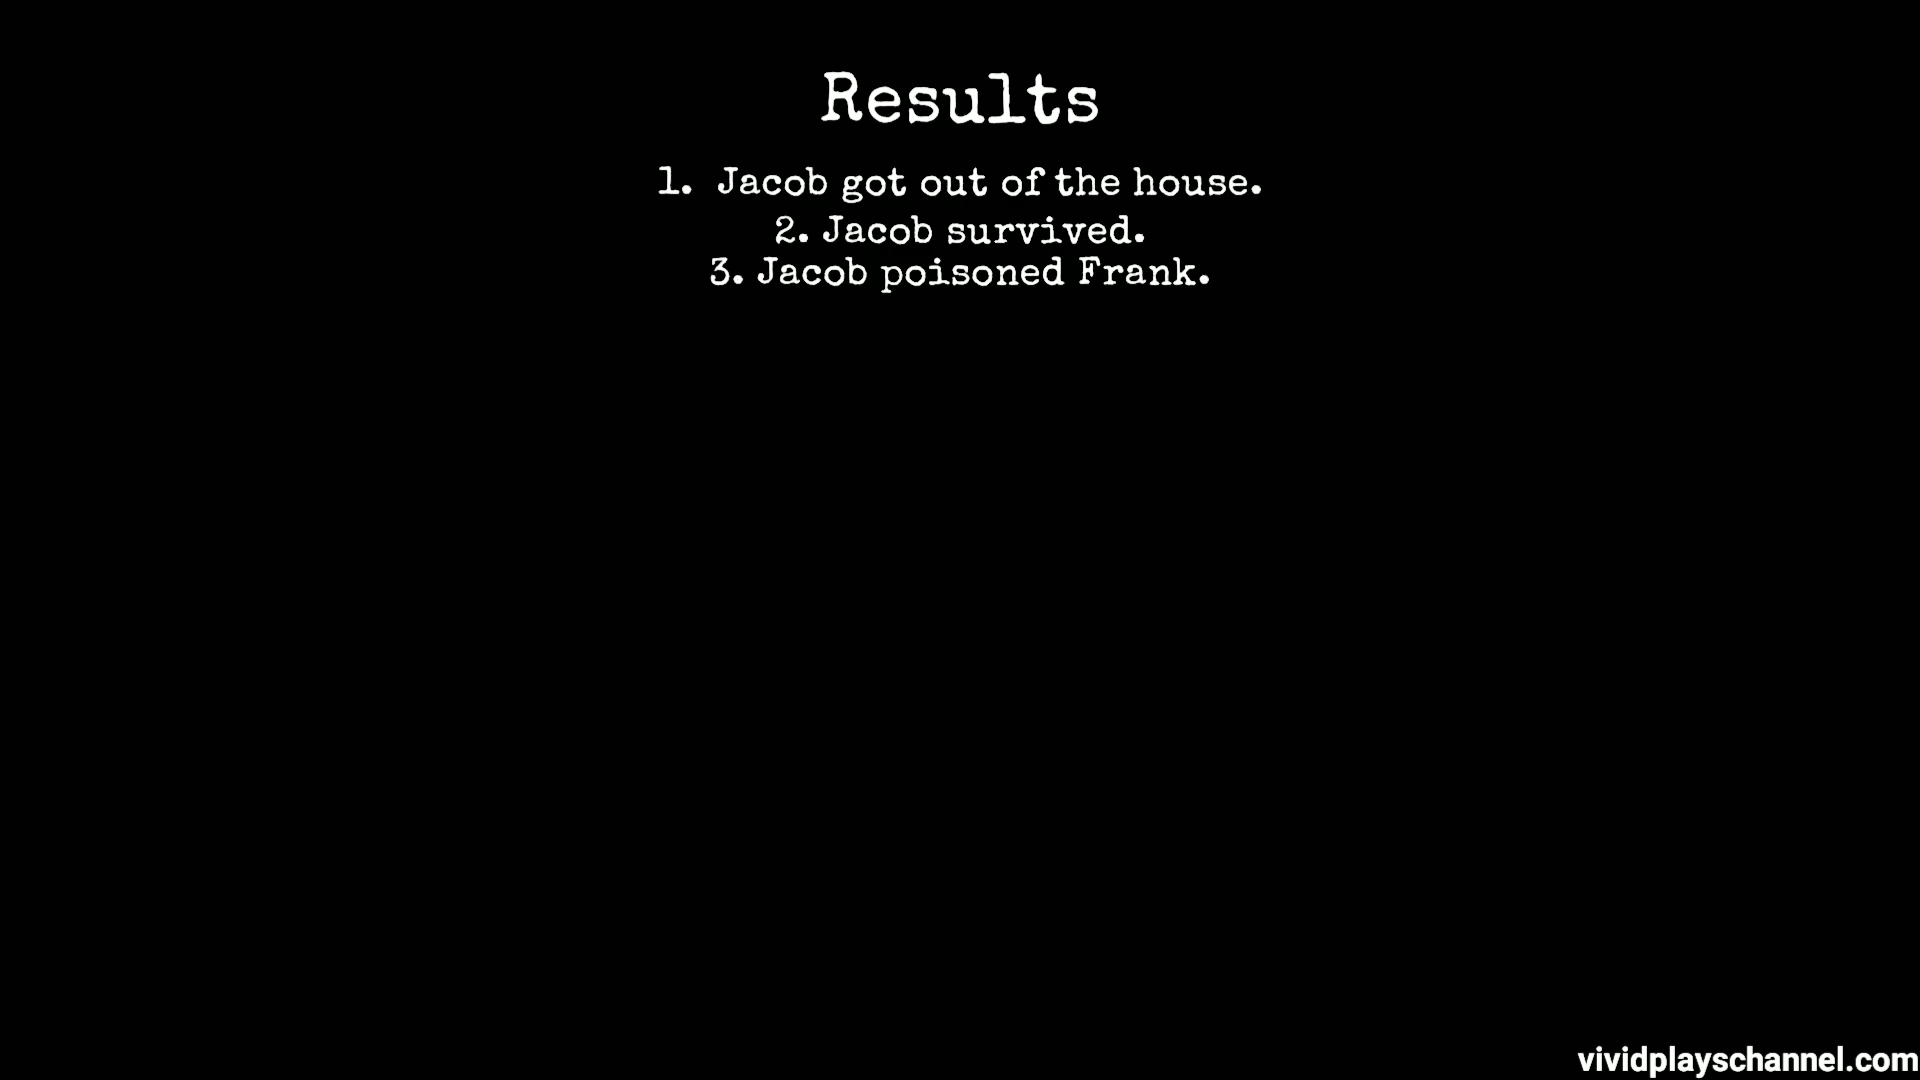 Results
1. Jacob got out of the house.
2. Jacob survived.
3. Jacob poisoned Frank.
vividplayschannel.com